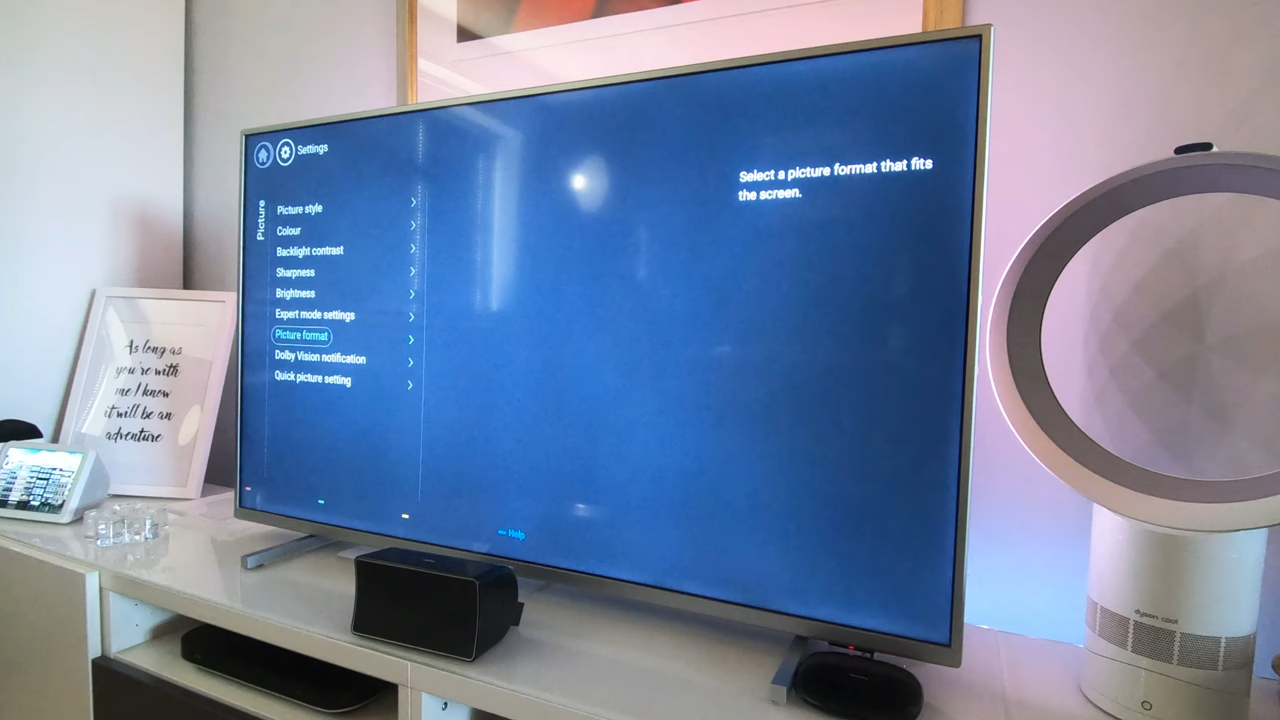 Settings
Picture
Picture style
Colour
Backlight contrast
Sharpness
Brightness
Expert mode settings
Picture format
Dolby Vision notification
Quick picture setting
Select a picture format that fits
the screen.
Help
As long as
you're with
me I know
it will be an
adventure
dyson cool